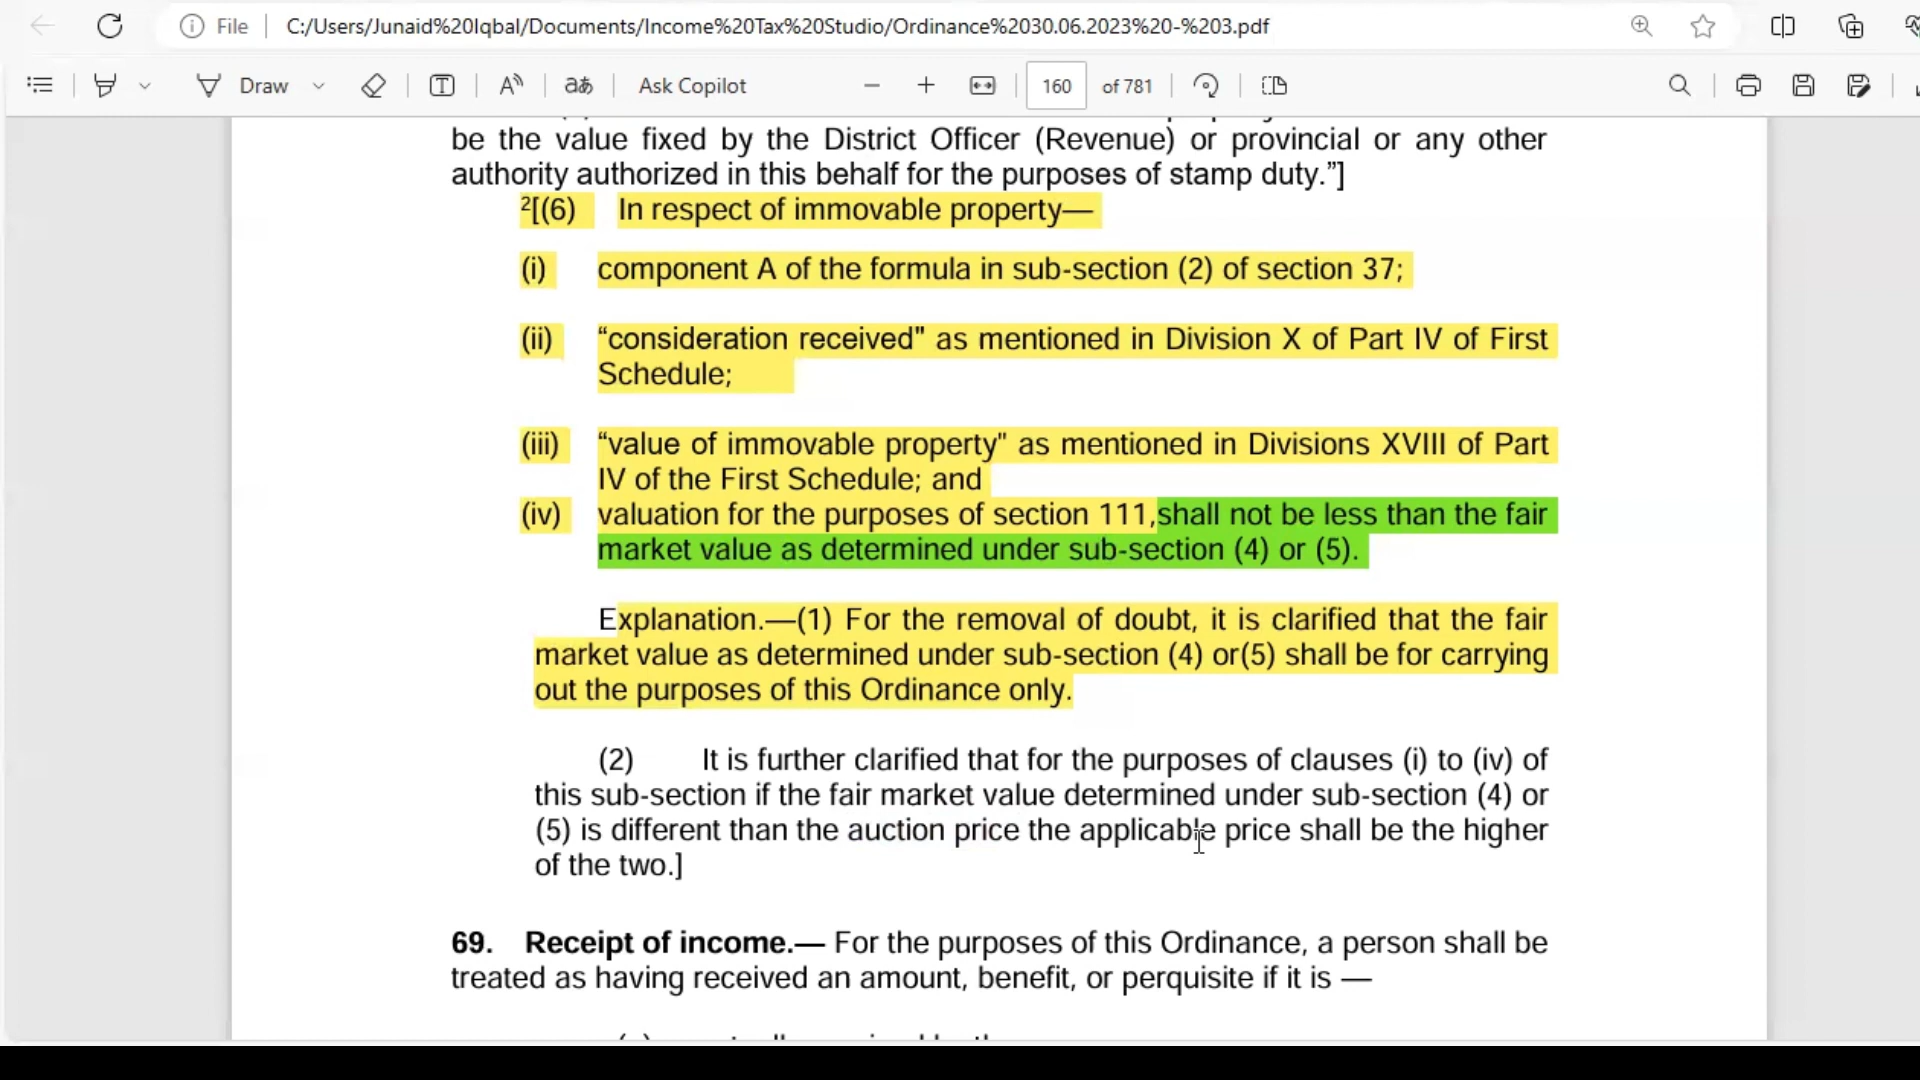 File C:/Users/Junaid%20Iqbal/Documents/Income%20Tax%20Studio/Ordinance%2030.06.2023%20-%203.pdf
Draw Ask Copilot 160 of 781
be the value fixed by the District Officer (Revenue) or provincial or any other
authority authorized in this behalf for the purposes of stamp duty.”]
²[(6) In respect of immovable property—
(i) component A of the formula in sub-section (2) of section 37;
(ii) “consideration received" as mentioned in Division X of Part IV of First
Schedule;
(iii) “value of immovable property" as mentioned in Divisions XVIII of Part
IV of the First Schedule; and
(iv) valuation for the purposes of section 111,shall not be less than the fair
market value as determined under sub-section (4) or (5).
Explanation.—(1) For the removal of doubt, it is clarified that the fair
market value as determined under sub-section (4) or(5) shall be for carrying
out the purposes of this Ordinance only.
(2) It is further clarified that for the purposes of clauses (i) to (iv) of
this sub-section if the fair market value determined under sub-section (4) or
(5) is different than the auction price the applicable price shall be the higher
of the two.]
69. Receipt of income.— For the purposes of this Ordinance, a person shall be
treated as having received an amount, benefit, or perquisite if it is —